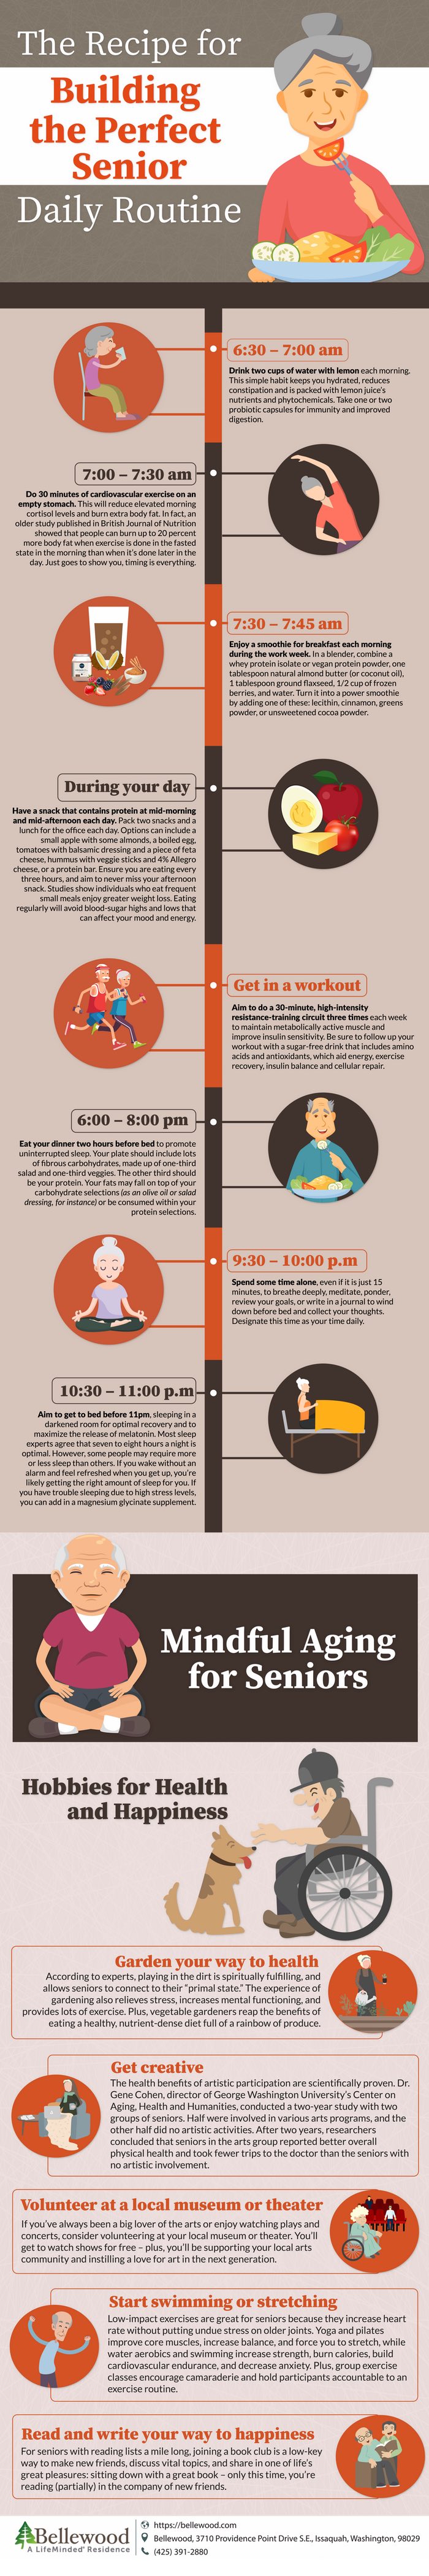 The Recipe for
Building
the Perfect
Senior
Daily Routine
6:30 – 7:00 am
Drink two cups of water with lemon each morning.
This simple habit keeps you hydrated, reduces
constipation and is packed with lemon juice's
nutrients and phytochemicals. Take one or two
probiotic capsules for immunity and improved
digestion.
7:00 – 7:30 am
Do 30 minutes of cardiovascular exercise on an
empty stomach. This will reduce elevated morning
cortisol levels and burn extra body fat. In fact, an
older study published in British Journal of Nutrition
showed that people can burn up to 20 percent
more body fat when exercise is done in the fasted
state in the morning than when it's done later in the
day. Just goes to show you, timing is everything.
7:30 – 7:45 am
Enjoy a smoothie for breakfast each morning
during the work week. In a blender, combine a
whey protein isolate or vegan protein powder, one
tablespoon natural almond butter (or coconut oil),
1 tablespoon ground flaxseed, 1/2 cup of frozen
berries, and water. Turn it into a power smoothie
by adding one of these: lecithin, cinnamon, greens
powder, or unsweetened cocoa powder.
During your day
Have a snack that contains protein at mid-morning
and mid-afternoon each day. Pack two snacks and a
lunch for the office each day. Options can include a
small apple with some almonds, a boiled egg,
tomatoes with balsamic dressing and a piece of feta
cheese, hummus with veggie sticks and 4% Allegro
cheese, or a protein bar. Ensure you are eating every
three hours, and aim to never miss your afternoon
snack. Studies show individuals who eat frequent
small meals enjoy greater weight loss. Eating
regularly will avoid blood-sugar highs and lows that
can affect your mood and energy.
Get in a workout
Aim to do a 30-minute, high-intensity
resistance-training circuit three times each week
to maintain metabolically active muscle and
improve insulin sensitivity. Be sure to follow up your
workout with a sugar-free drink that includes amino
acids and antioxidants, which aid energy, exercise
recovery, insulin balance and cellular repair.
6:00 – 8:00 pm
Eat your dinner two hours before bed to promote
uninterrupted sleep. Your plate should include lots
of fibrous carbohydrates, made up of one-third
salad and one-third veggies. The other third should
be your protein. Your fats may fall on top of your
carbohydrate selections (as an olive oil or salad
dressing, for instance) or be consumed within your
protein selections.
9:30 – 10:00 p.m
Spend some time alone, even if it is just 15
minutes, to breathe deeply, meditate, ponder,
review your goals, or write in a journal to wind
down before bed and collect your thoughts.
Designate this time as your time daily.
10:30 – 11:00 p.m
Aim to get to bed before 11pm, sleeping in a
darkened room for optimal recovery and to
maximize the release of melatonin. Most sleep
experts agree that seven to eight hours a night is
optimal. However, some people may require more
or less sleep than others. If you wake without an
alarm and feel refreshed when you get up, you're
likely getting the right amount of sleep for you. If
you have trouble sleeping due to high stress levels,
you can add in a magnesium glycinate supplement.
Mindful Aging
for Seniors
Hobbies for Health
and Happiness
Garden your way to health
According to experts, playing in the dirt is spiritually fulfilling, and
allows seniors to connect to their "primal state." The experience of
gardening also relieves stress, increases mental functioning, and
provides lots of exercise. Plus, vegetable gardeners reap the benefits of
eating a healthy, nutrient-dense diet full of a rainbow of produce.
Get creative
The health benefits of artistic participation are scientifically proven. Dr.
Gene Cohen, director of George Washington University's Center on
Aging, Health and Humanities, conducted a two-year study with two
groups of seniors. Half were involved in various arts programs, and the
other half did no artistic activities. After two years, researchers
concluded that seniors in the arts group reported better overall
physical health and took fewer trips to the doctor than the seniors with
no artistic involvement.
Volunteer at a local museum or theater
If you've always been a big lover of the arts or enjoy watching plays and
concerts, consider volunteering at your local museum or theater. You'll
get to watch shows for free – plus, you'll be supporting your local arts
community and instilling a love for art in the next generation.
Start swimming or stretching
Low-impact exercises are great for seniors because they increase heart
rate without putting undue stress on older joints. Yoga and pilates
improve core muscles, increase balance, and force you to stretch, while
water aerobics and swimming increase strength, burn calories, build
cardiovascular endurance, and decrease anxiety. Plus, group exercise
classes encourage camaraderie and hold participants accountable to an
exercise routine.
Read and write your way to happiness
For seniors with reading lists a mile long, joining a book club is a low-key
way to make new friends, discuss vital topics, and share in one of life's
great pleasures: sitting down with a great book – only this time, you're
reading (partially) in the company of new friends.
Bellewood
A LifeMinded® Residence
https://bellewood.com
Bellewood, 3710 Providence Point Drive S.E., Issaquah, Washington, 98029
(425) 391-2880